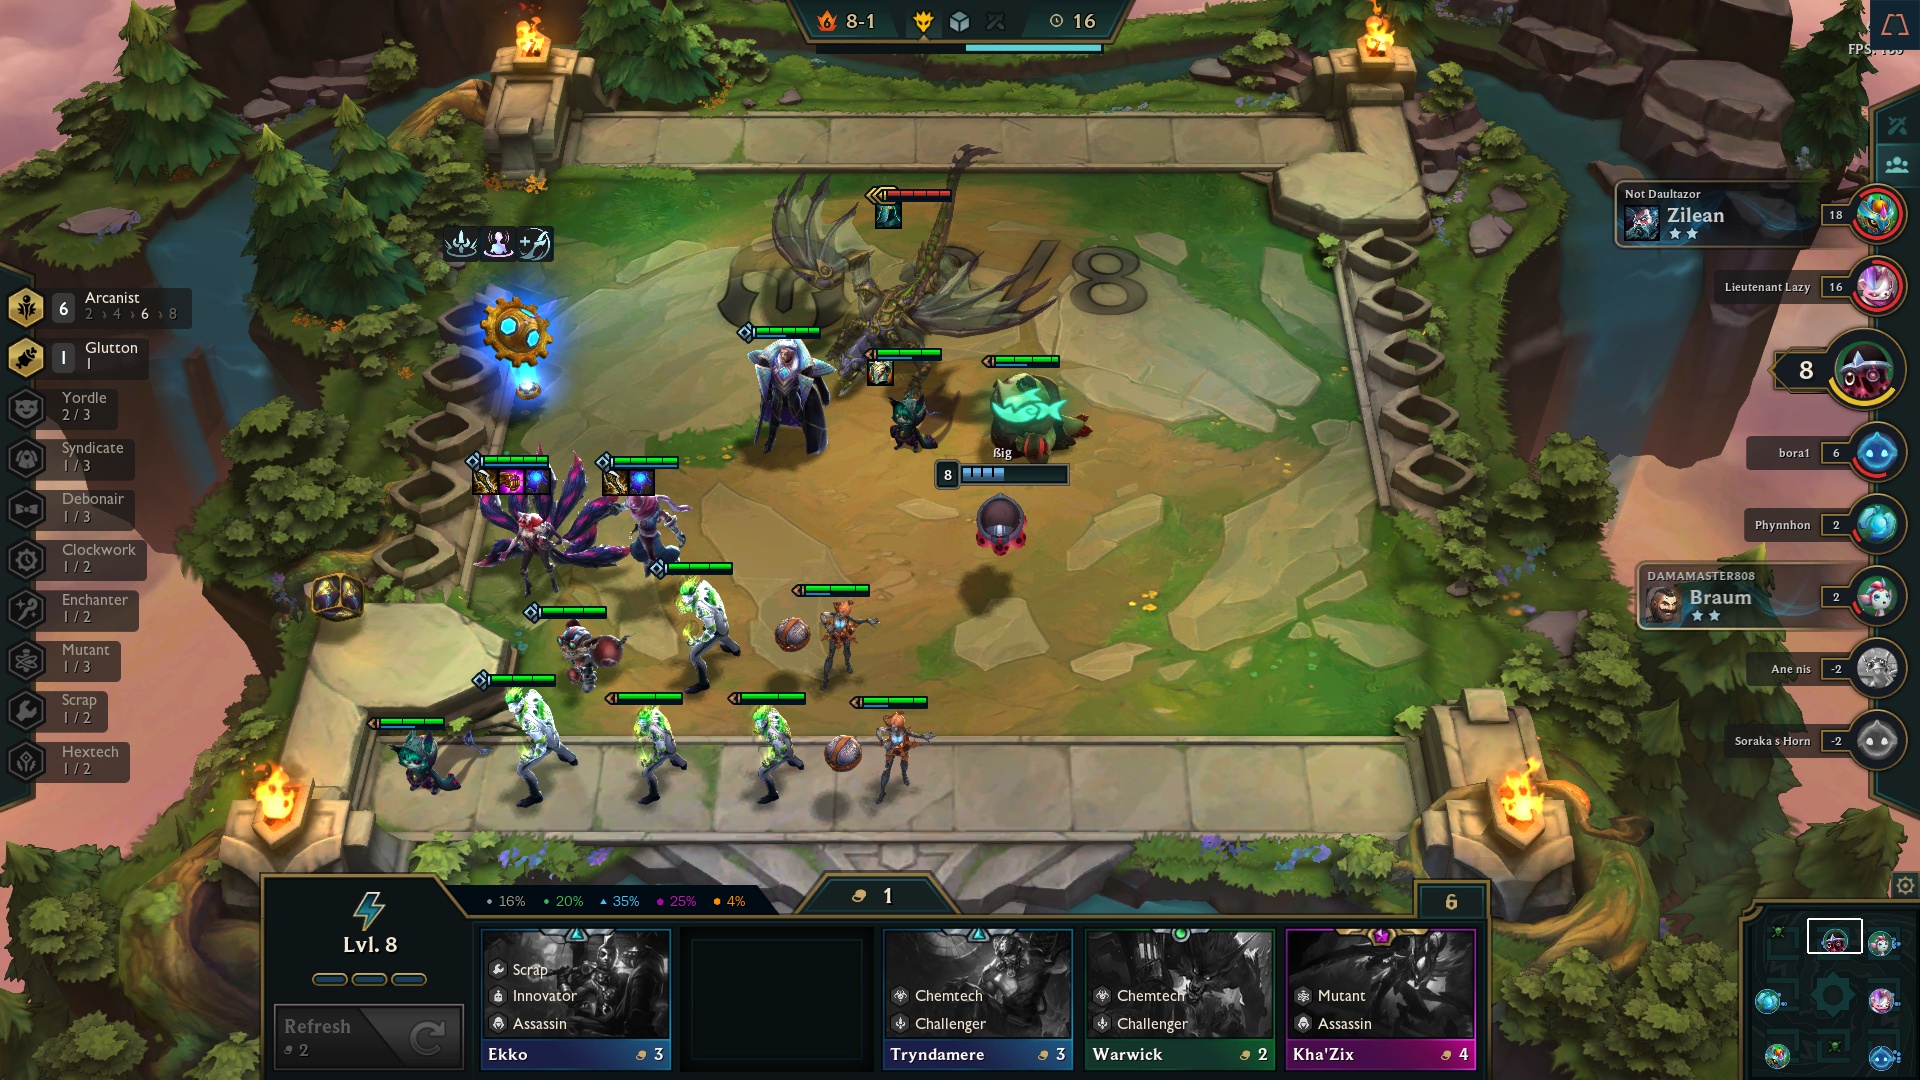 8-1
16
FPS:
Not Daultazor
Zilean
18
Lieutenant Lazy
16
8
bora1
6
Phynnhon
2
DAMAMASTER808
Braum
2
Ane nis
-2
Soraka s Horn
-2
6
Arcanist
2 › 4 › 6 › 8
1
Glutton
1
Yordle
2 / 3
Syndicate
1 / 3
Debonair
1 / 3
Clockwork
1 / 2
Enchanter
1 / 2
Mutant
1 / 3
Scrap
1 / 2
Hextech
1 / 2
/8
ßig
8
16%
20%
35%
25%
4%
1
6
Lvl. 8
Refresh
2
Scrap
Innovator
Assassin
Ekko
3
Chemtech
Challenger
Tryndamere
3
Chemtech
Challenger
Warwick
2
Mutant
Assassin
Kha'Zix
4